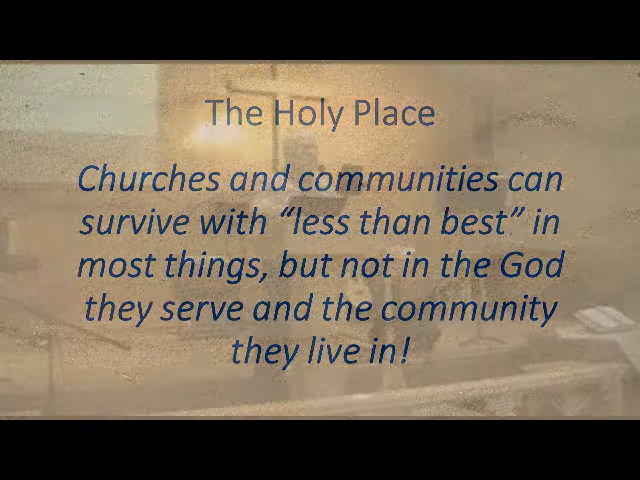 The Holy Place
Churches and communities can
survive with “less than best” in
most things, but not in the God
they serve and the community
they live in!